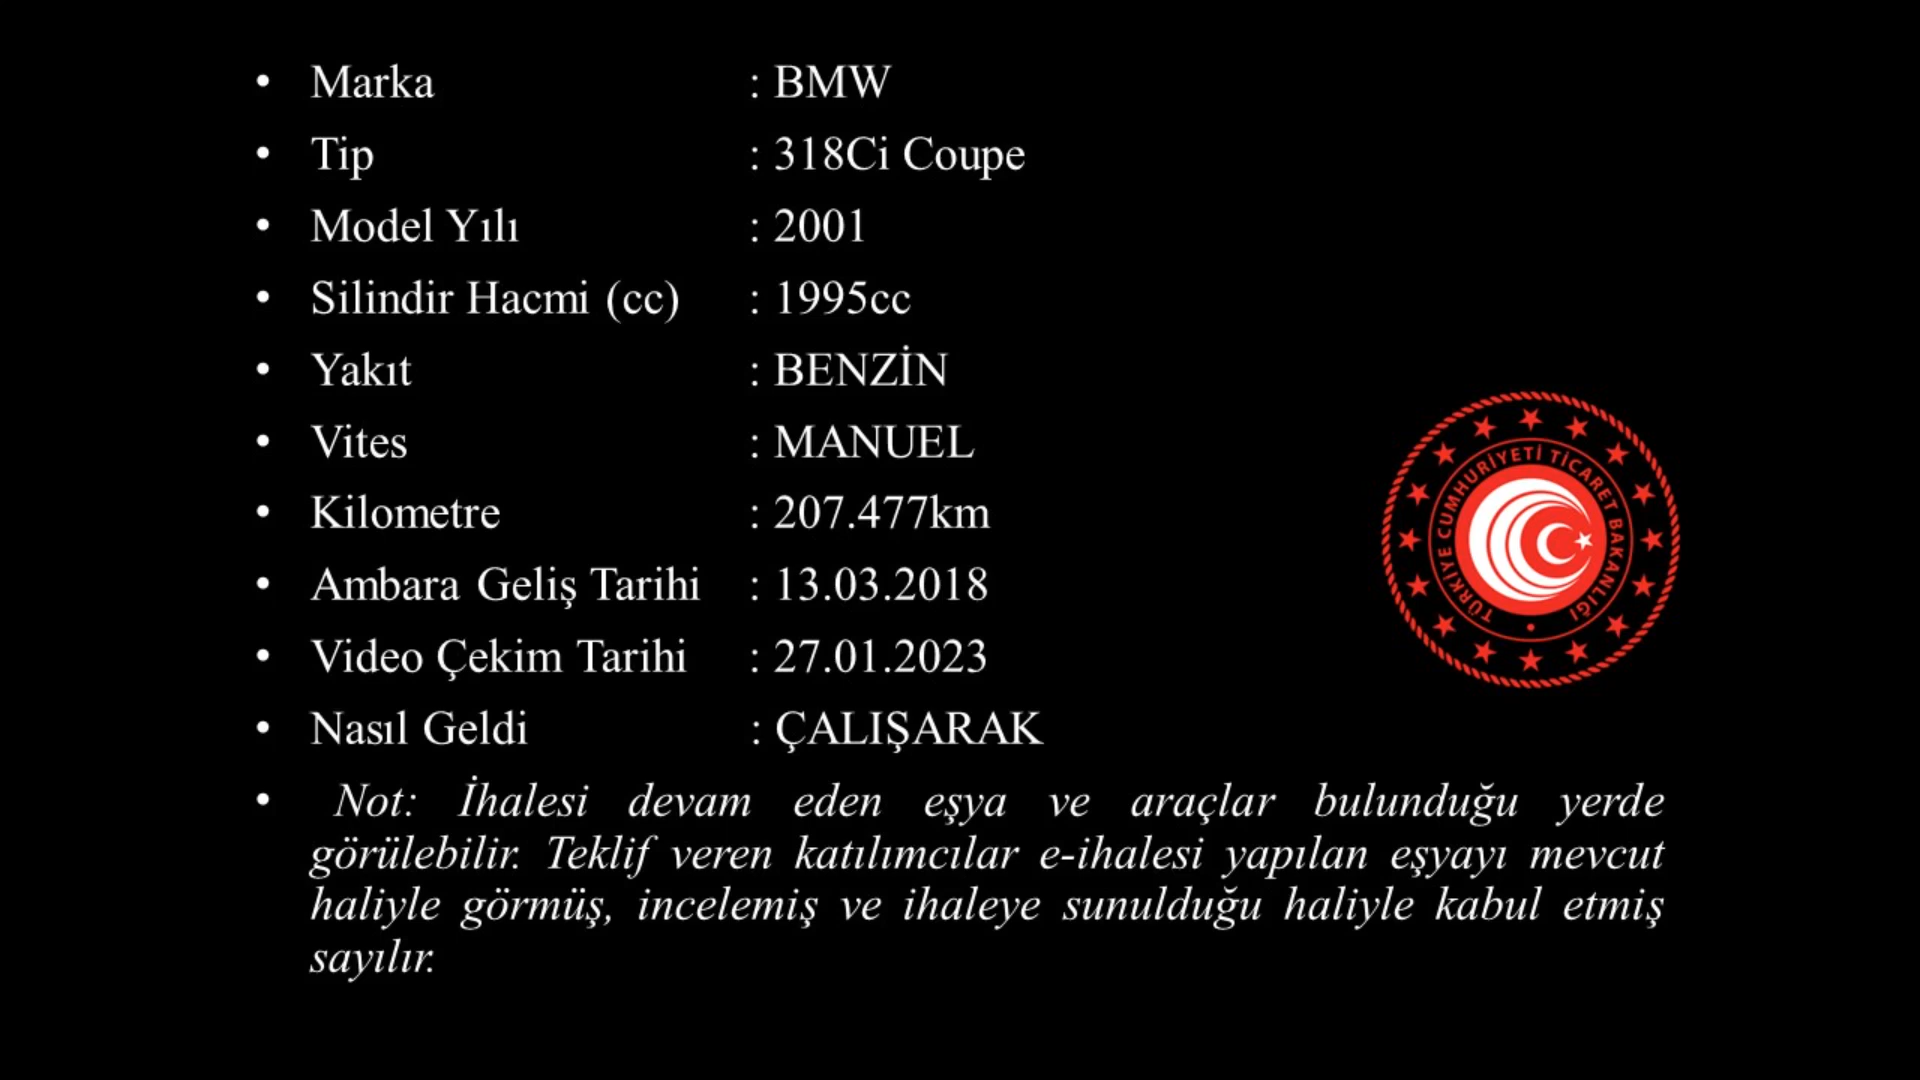 • Marka : BMW
• Tip : 318Ci Coupe
• Model Yılı : 2001
• Silindir Hacmi (cc) : 1995cc
• Yakıt : BENZİN
• Vites : MANUEL
• Kilometre : 207.477km
• Ambara Geliş Tarihi : 13.03.2018
• Video Çekim Tarihi : 27.01.2023
• Nasıl Geldi : ÇALIŞARAK
• Not: İhalesi devam eden eşya ve araçlar bulunduğu yerde
görülebilir. Teklif veren katılımcılar e-ihalesi yapılan eşyayı mevcut
haliyle görmüş, incelemiş ve ihaleye sunulduğu haliyle kabul etmiş
sayılır.
TÜRKİYE CUMHURİYETİ TİCARET BAKANLIĞI